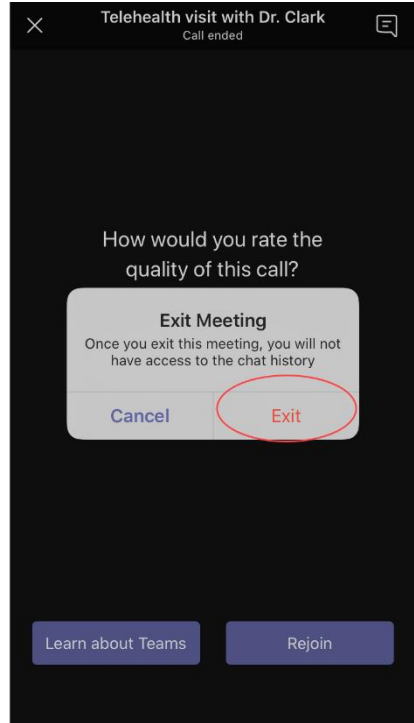 Telehealth visit with Dr. Clark
Call ended
How would you rate the
quality of this call?
Exit Meeting
Once you exit this meeting, you will not
have access to the chat history
Cancel
Exit
Learn about Teams
Rejoin